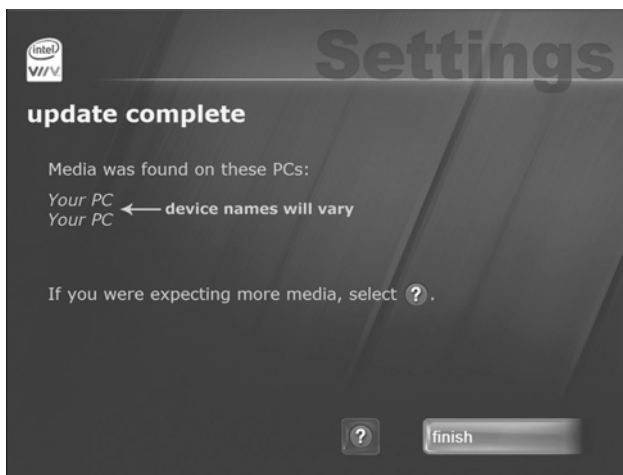 intel
VIIV
Settings
update complete
Media was found on these PCs:
Your PC
Your PC
device names will vary
If you were expecting more media, select ?.
?
finish